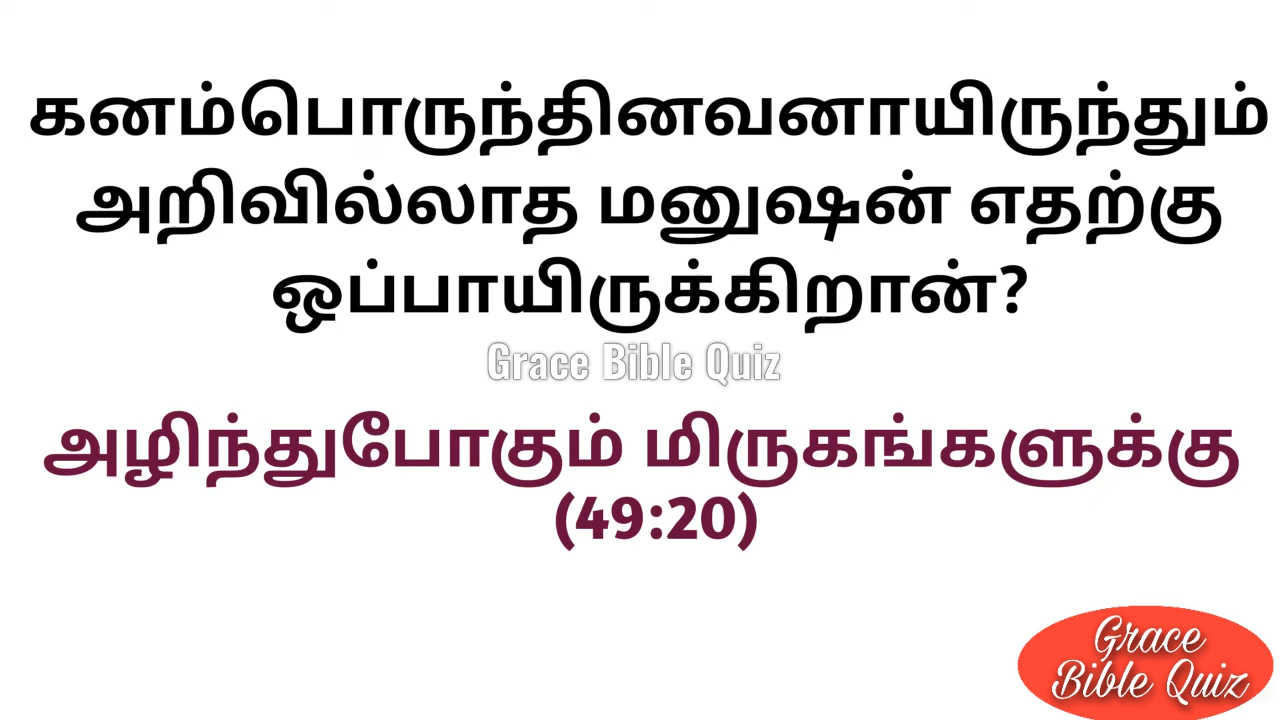 கனம்பொருந்தினவனாயிருந்தும்
அறிவில்லாத மனுஷன் எதற்கு
ஒப்பாயிருக்கிறான்?
Grace Bible Quiz
அழிந்துபோகும் மிருகங்களுக்கு
(49:20)
Grace
Bible Quiz